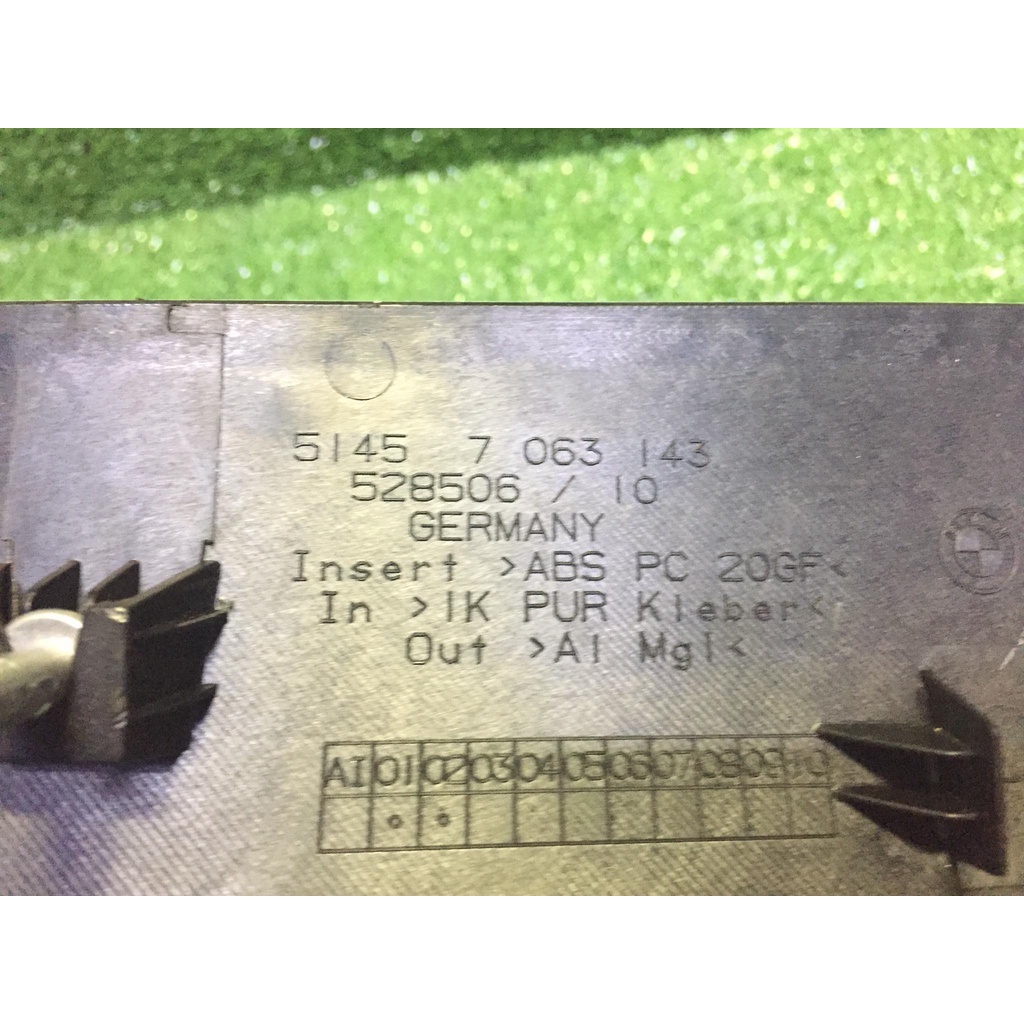 5145 7 063 143
528506 / 10
GERMANY
Insert >ABS PC 20GF<
In >1K PUR Kleber<
Out >Al Mg1<
AI 01 02 03 04 05 06 07 08 09 10